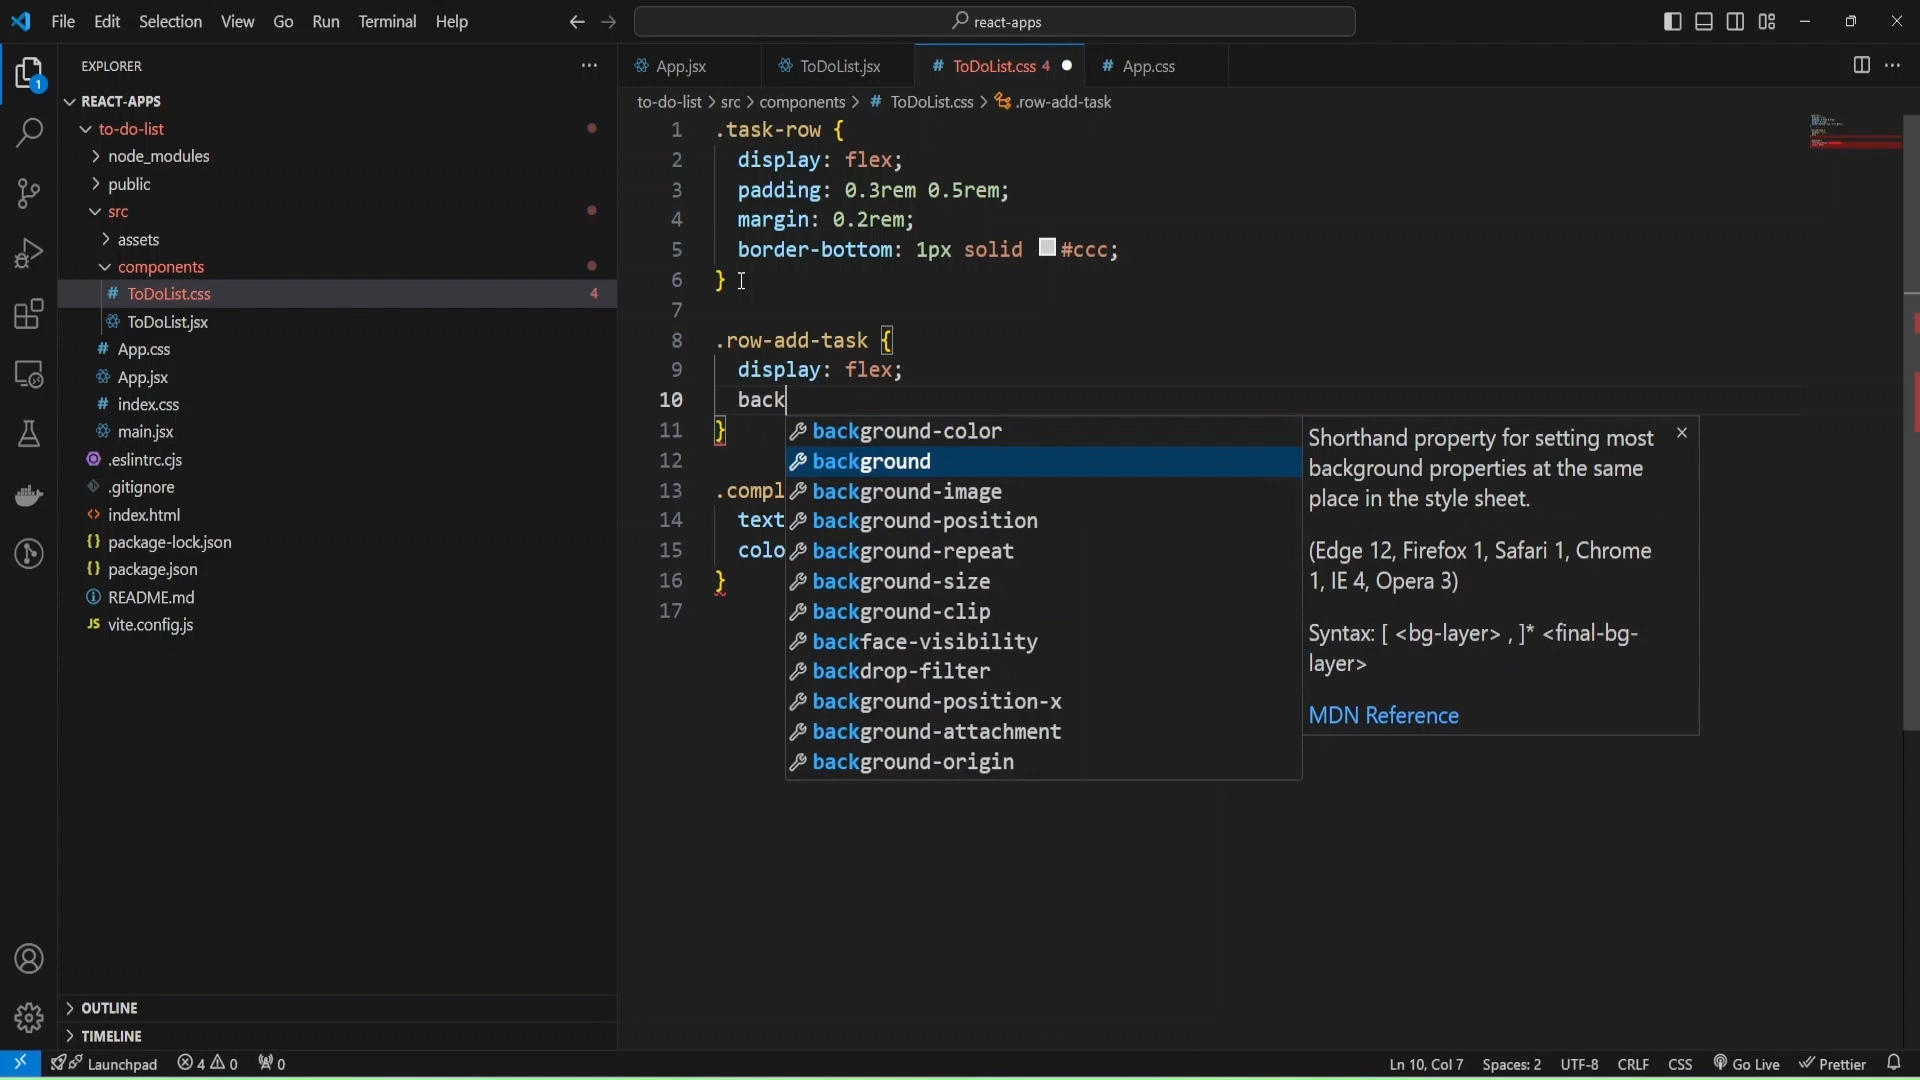 File Edit Selection View Go Run Terminal Help
react-apps
EXPLORER
1
REACT-APPS
to-do-list
node_modules
public
src
assets
components
ToDoList.css 4
ToDoList.jsx
App.css
App.jsx
index.css
main.jsx
.eslintrc.cjs
.gitignore
index.html
package-lock.json
package.json
README.md
vite.config.js
OUTLINE
TIMELINE
App.jsx ToDoList.jsx # ToDoList.css 4 # App.css
to-do-list > src > components > # ToDoList.css > .row-add-task
1 .task-row {
2 display: flex;
3 padding: 0.3rem 0.5rem;
4 margin: 0.2rem;
5 border-bottom: 1px solid #ccc;
6 }
7
8 .row-add-task {
9 display: flex;
10 back
11 }
12
13 .compl
14 text
15 colo
16 }
17
background-color
background
background-image
background-position
background-repeat
background-size
background-clip
backface-visibility
backdrop-filter
background-position-x
background-attachment
background-origin
Shorthand property for setting most
background properties at the same
place in the style sheet.
(Edge 12, Firefox 1, Safari 1, Chrome
1, IE 4, Opera 3)
Syntax: [ <bg-layer> , ]* <final-bg-
layer>
MDN Reference
Launchpad 4 0 0 Ln 10, Col 7 Spaces: 2 UTF-8 CRLF CSS Go Live Prettier